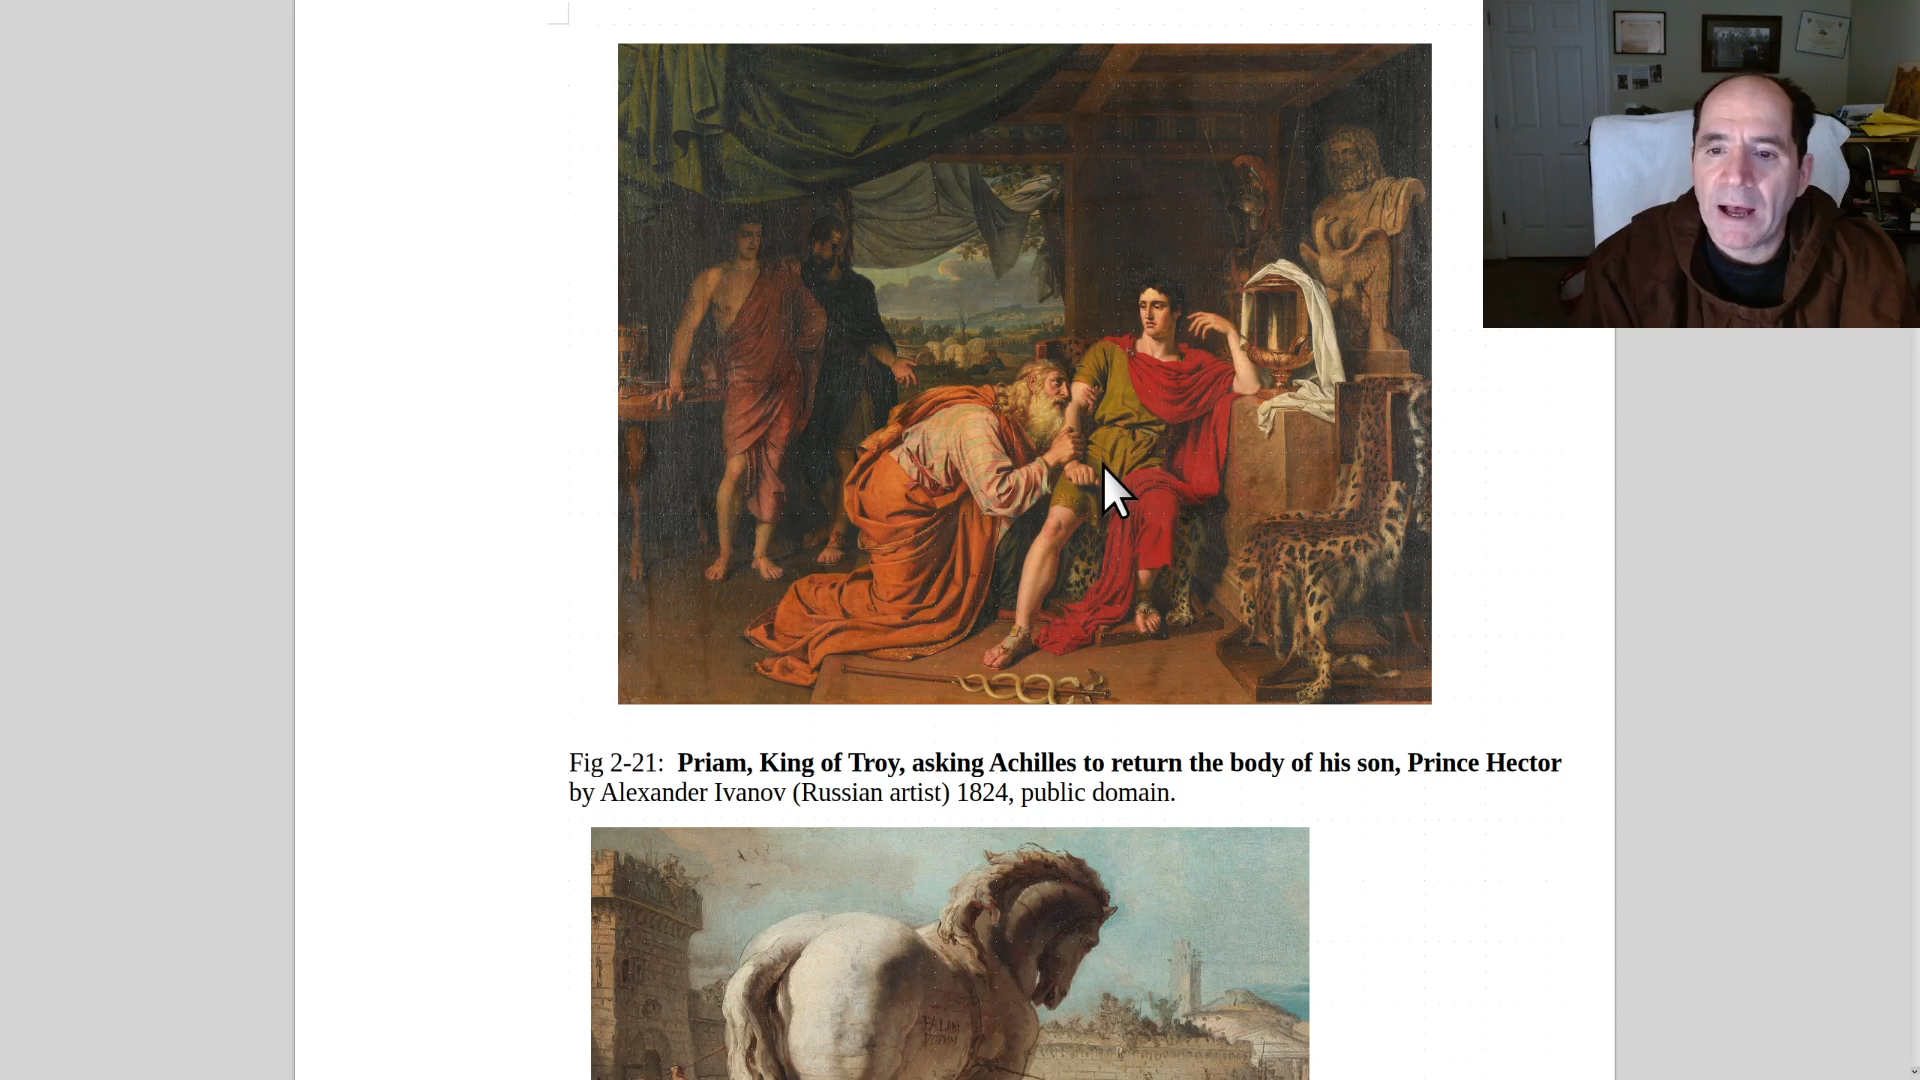 Fig 2-21:  Priam, King of Troy, asking Achilles to return the body of his son, Prince Hector
by Alexander Ivanov (Russian artist) 1824, public domain.